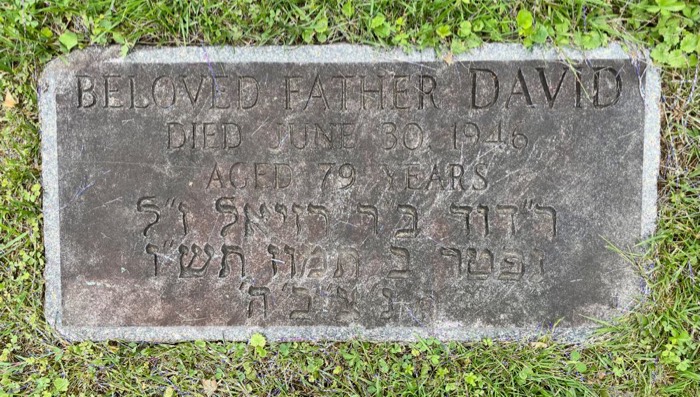 BELOVED FATHER DAVID
DIED JUNE 30, 1946
AGED 79 YEARS
ר"דוד בר רזיאל ז"ל
נפטר ב תמוז תש"ו
ת'נ'צ'ב'ה'